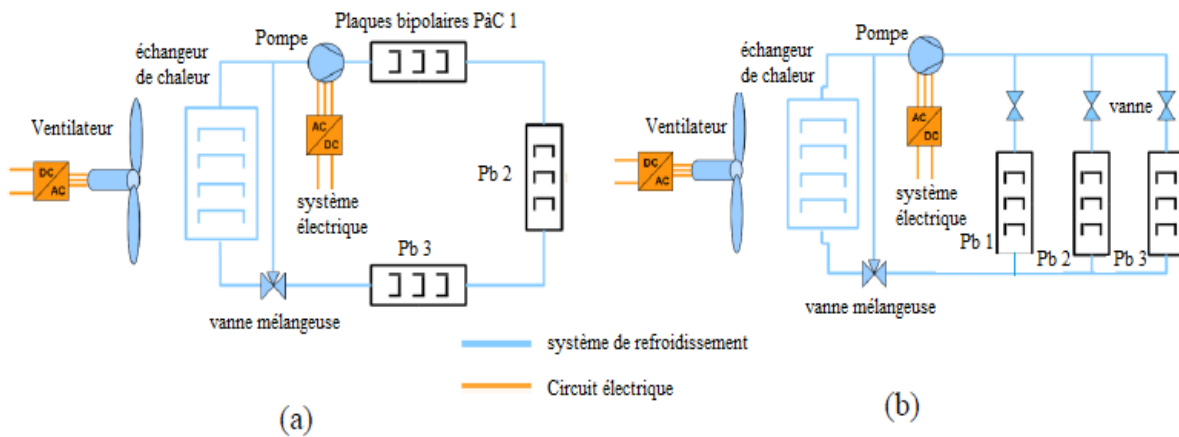 Plaques bipolaires PàC 1
Pompe
échangeur
de chaleur
Ventilateur
DC
AC
AC
DC
système
électrique
Pb 2
Pb 3
vanne mélangeuse
(a)
Pompe
échangeur
de chaleur
vanne
Ventilateur
DC
AC
AC
DC
système
électrique
Pb 1
Pb 2
Pb 3
vanne mélangeuse
(b)
système de refroidissement
Circuit électrique